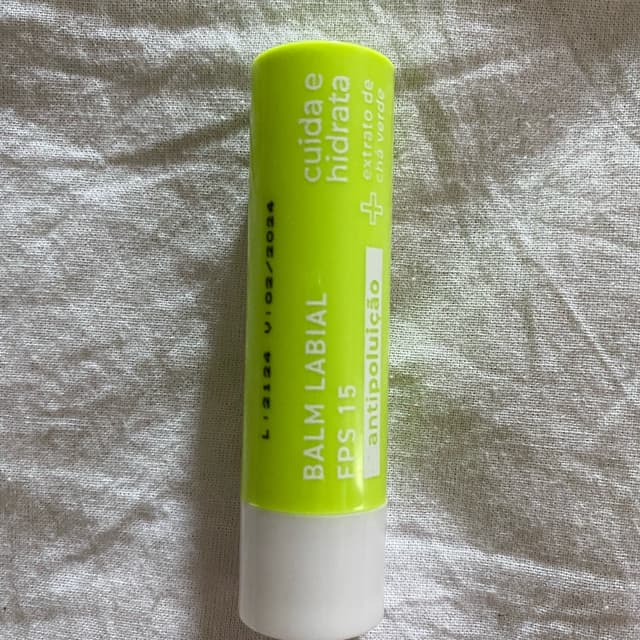 L:2124 V:02/2024
BALM LABIAL
FPS 15
antipoluição
cuida e
hidrata
+ extrato de
chá verde